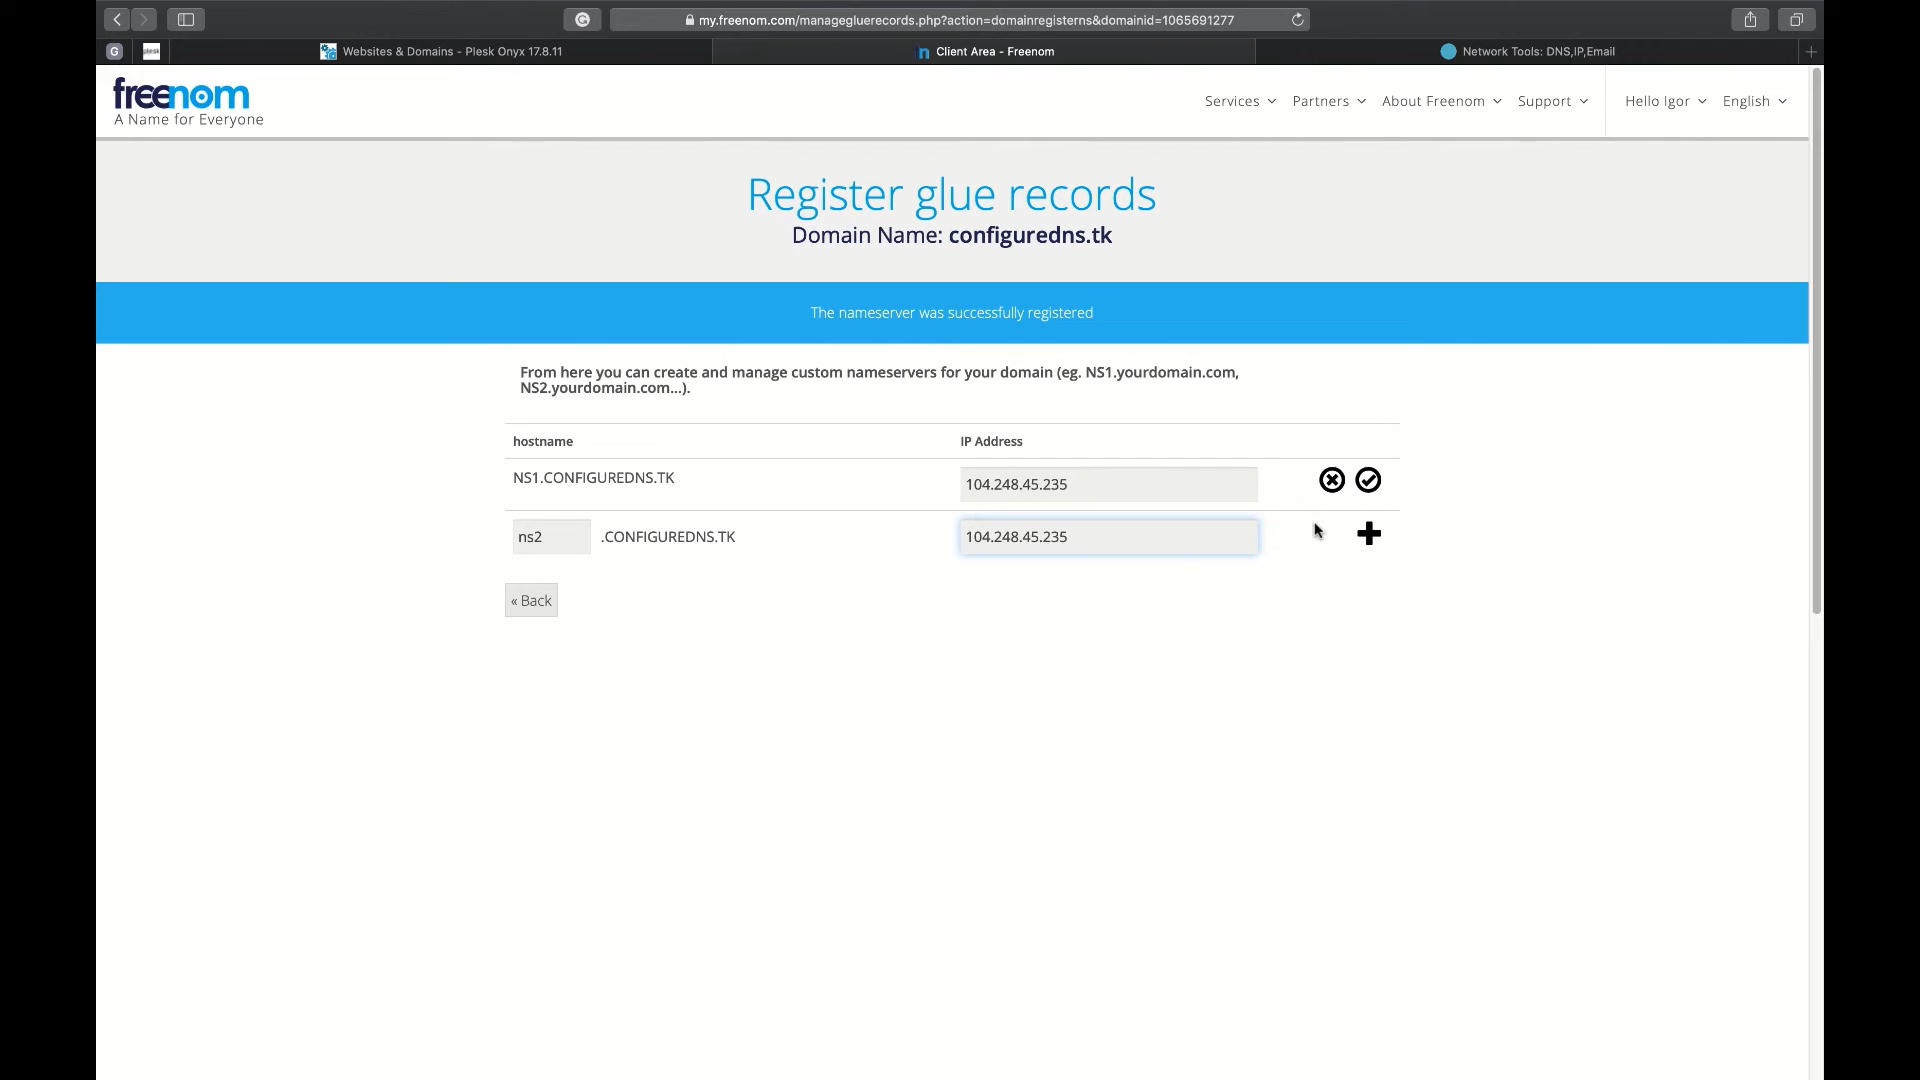 my.freenom.com/managegluerecords.php?action=domainregisterns&domainid=1065691277
G
plesk
Websites & Domains - Plesk Onyx 17.8.11
Client Area - Freenom
Network Tools: DNS,IP,Email
freenom
A Name for Everyone
Services
Partners
About Freenom
Support
Hello Igor
English
Register glue records
Domain Name: configuredns.tk
The nameserver was successfully registered
From here you can create and manage custom nameservers for your domain (eg. NS1.yourdomain.com,
NS2.yourdomain.com...).
hostname IP Address
NS1.CONFIGUREDNS.TK 104.248.45.235
ns2 .CONFIGUREDNS.TK 104.248.45.235
« Back